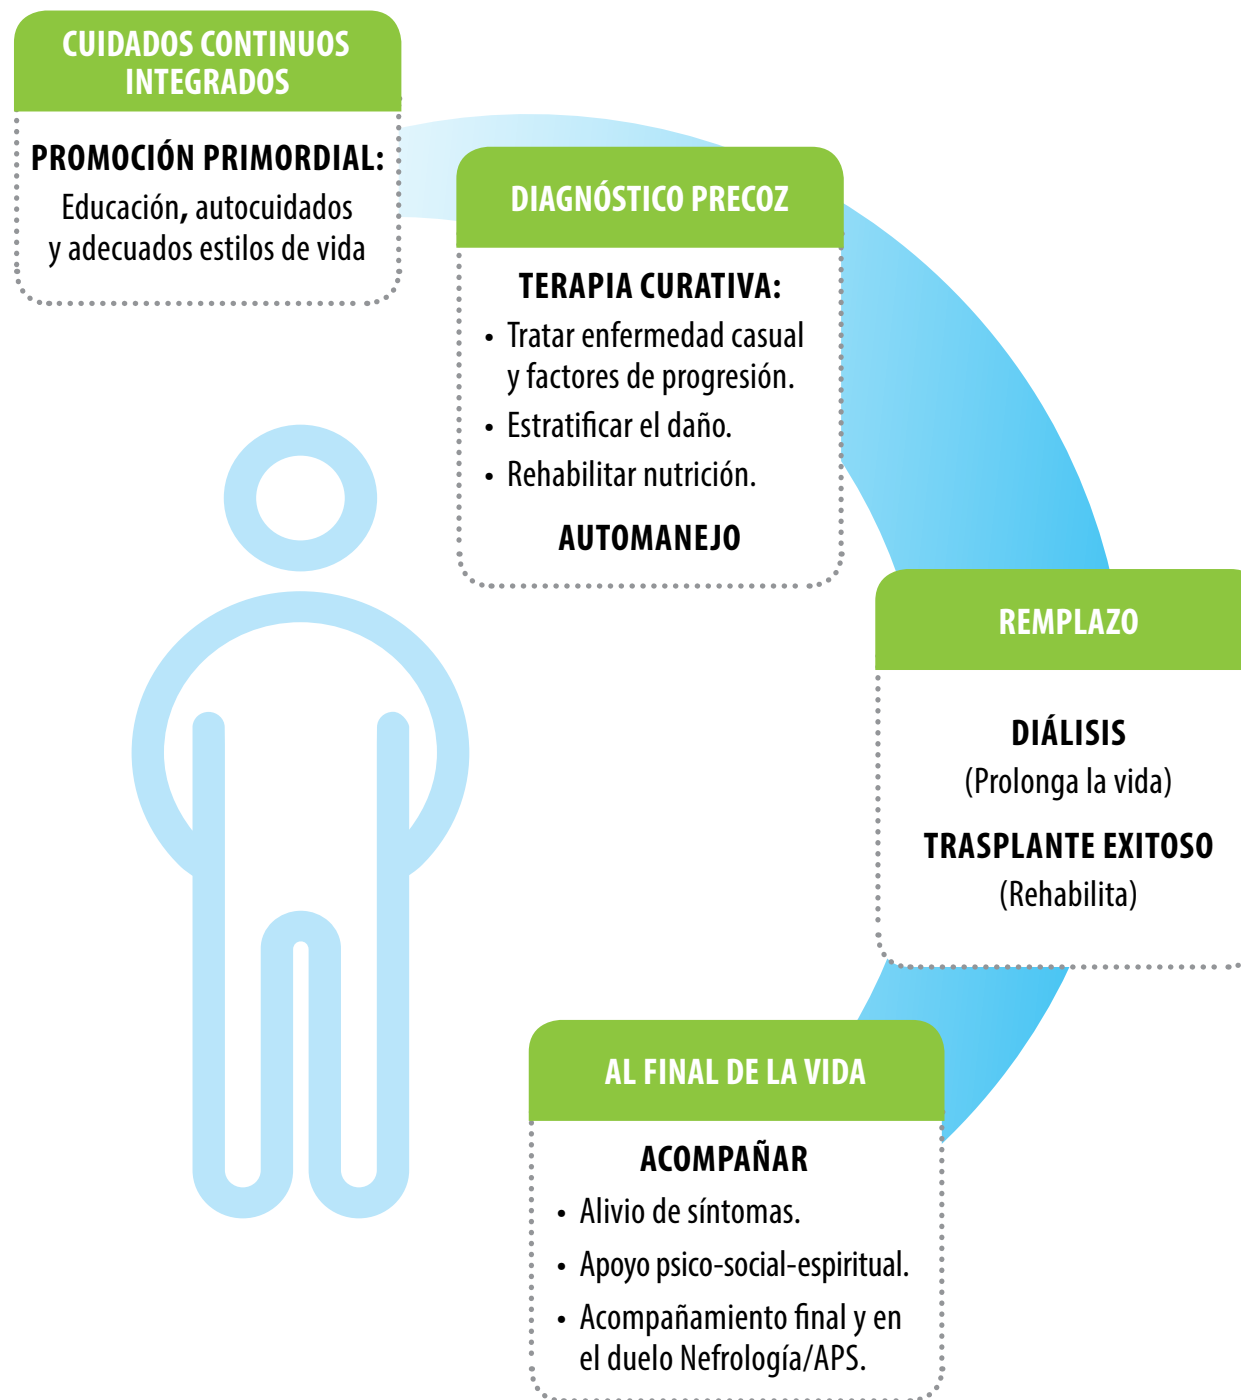 CUIDADOS CONTINUOS
INTEGRADOS
PROMOCIÓN PRIMORDIAL:
Educación, autocuidados
y adecuados estilos de vida
DIAGNÓSTICO PRECOZ
TERAPIA CURATIVA:
• Tratar enfermedad casual
y factores de progresión.
• Estratificar el daño.
• Rehabilitar nutrición.
AUTOMANEJO
REMPLAZO
DIÁLISIS
(Prolonga la vida)
TRASPLANTE EXITOSO
(Rehabilita)
AL FINAL DE LA VIDA
ACOMPAÑAR
• Alivio de síntomas.
• Apoyo psico-social-espiritual.
• Acompañamiento final y en
el duelo Nefrología/APS.